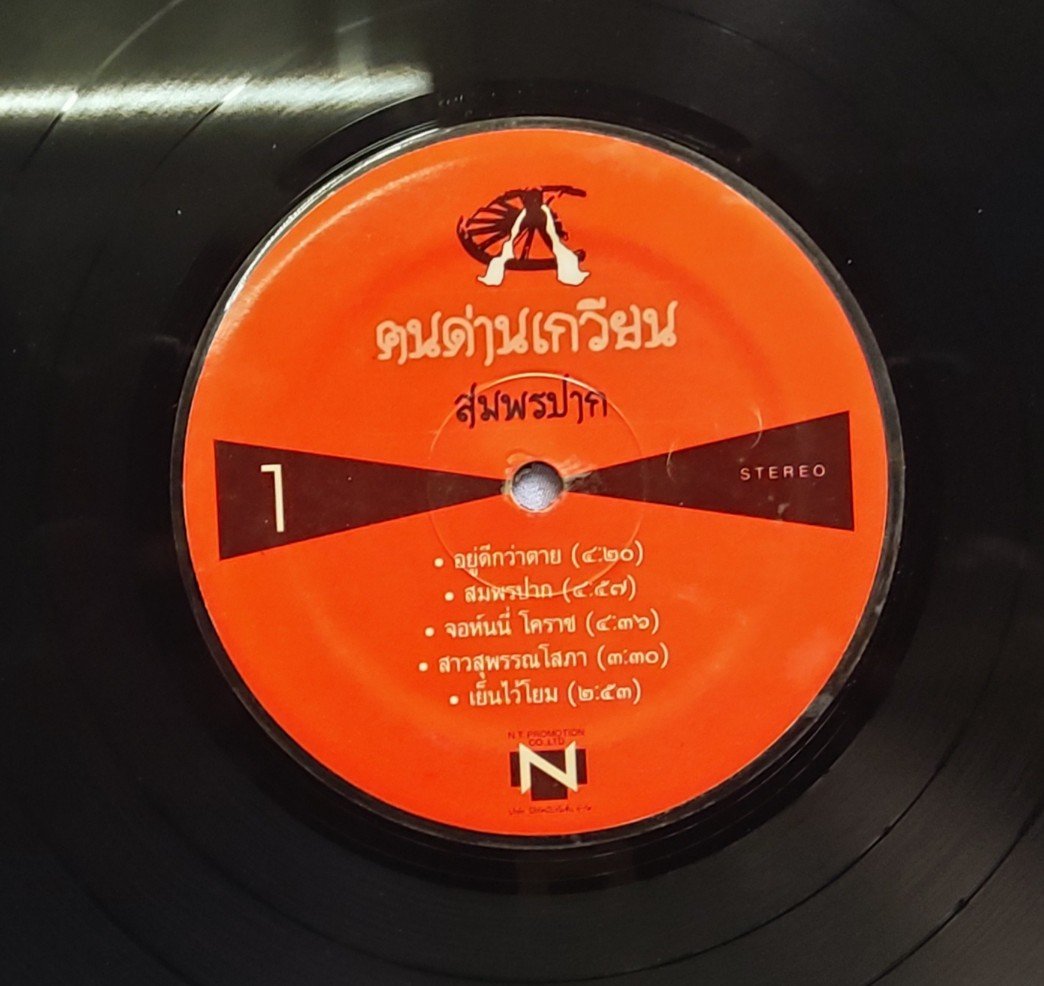 คนด่านเกวียน
สมพรปาก
1
STEREO
• อยู่ดีกว่าตาย (๔:๒๐)
• สมพรปาก (๔:๕๗)
• จอห์นนี่ โคราช (๔:๓๖)
• สาวสุพรรณโสภา (๓:๓๐)
• เย็นไว้โยม (๒:๕๓)
N.T. PROMOTION
CO.,LTD.
N